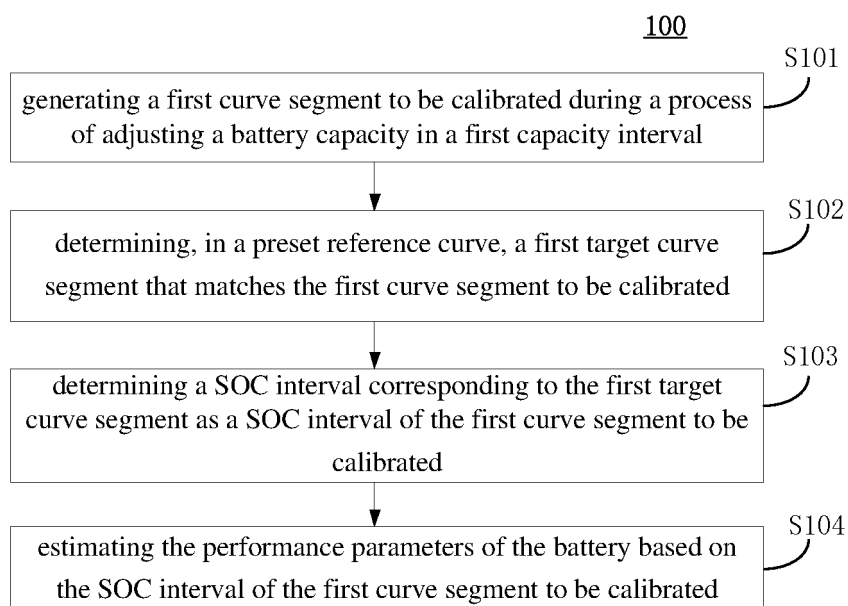 100
S101
generating a first curve segment to be calibrated during a process
of adjusting a battery capacity in a first capacity interval
S102
determining, in a preset reference curve, a first target curve
segment that matches the first curve segment to be calibrated
S103
determining a SOC interval corresponding to the first target
curve segment as a SOC interval of the first curve segment to be
calibrated
S104
estimating the performance parameters of the battery based on
the SOC interval of the first curve segment to be calibrated